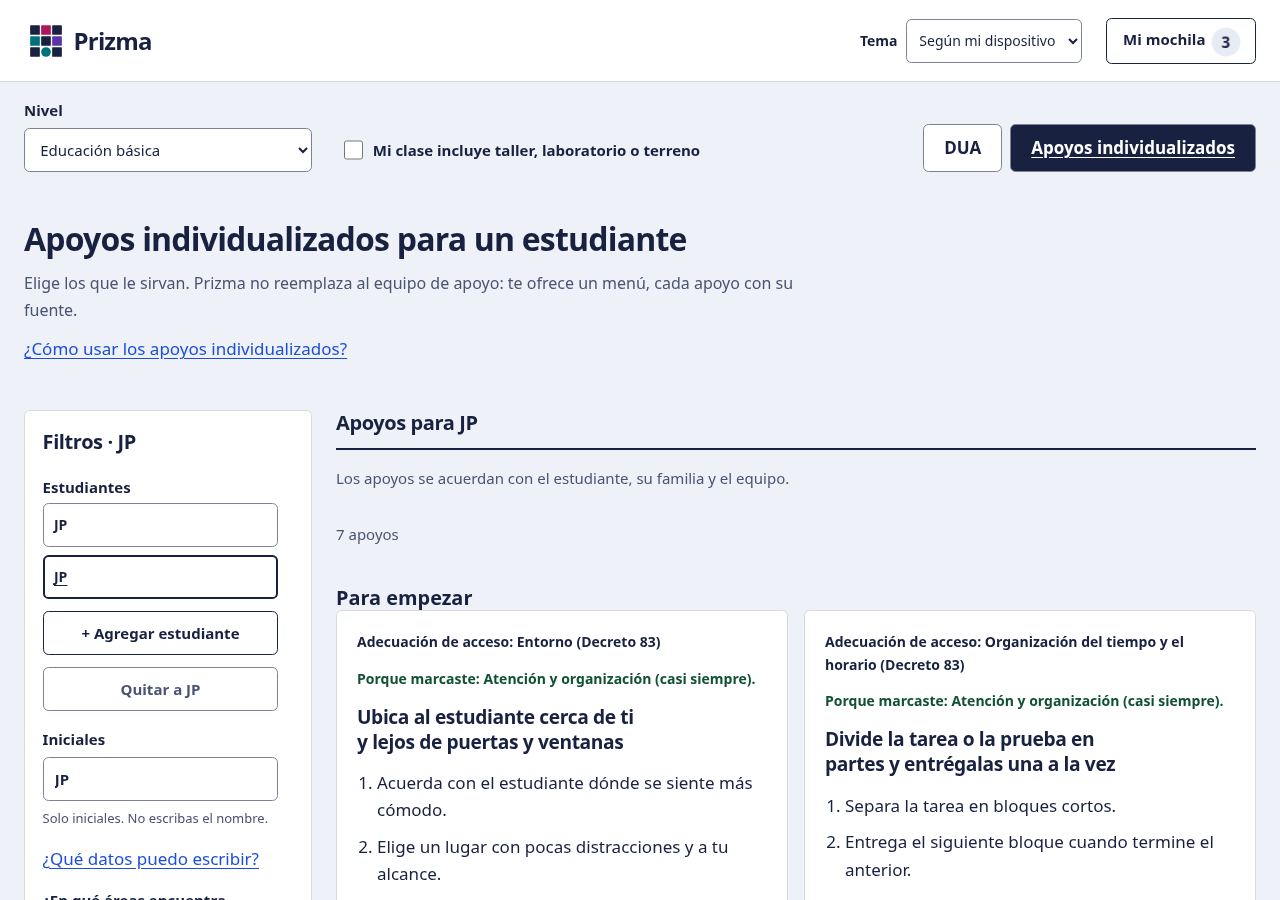 Prizma
Tema
Según mi dispositivo
Mi mochila 3
Nivel
Educación básica
Mi clase incluye taller, laboratorio o terreno
DUA
Apoyos individualizados
Apoyos individualizados para un estudiante
Elige los que le sirvan. Prizma no reemplaza al equipo de apoyo: te ofrece un menú, cada apoyo con su
fuente.
¿Cómo usar los apoyos individualizados?
Filtros · JP
Estudiantes
JP
JP
+ Agregar estudiante
Quitar a JP
Iniciales
JP
Solo iniciales. No escribas el nombre.
¿Qué datos puedo escribir?
¿En qué áreas encuentra
Apoyos para JP
Los apoyos se acuerdan con el estudiante, su familia y el equipo.
7 apoyos
Para empezar
Adecuación de acceso: Entorno (Decreto 83)
Porque marcaste: Atención y organización (casi siempre).
Ubica al estudiante cerca de ti
y lejos de puertas y ventanas
1. Acuerda con el estudiante dónde se siente más
cómodo.
2. Elige un lugar con pocas distracciones y a tu
alcance.
Adecuación de acceso: Organización del tiempo y el
horario (Decreto 83)
Porque marcaste: Atención y organización (casi siempre).
Divide la tarea o la prueba en
partes y entrégalas una a la vez
1. Separa la tarea en bloques cortos.
2. Entrega el siguiente bloque cuando termine el
anterior.